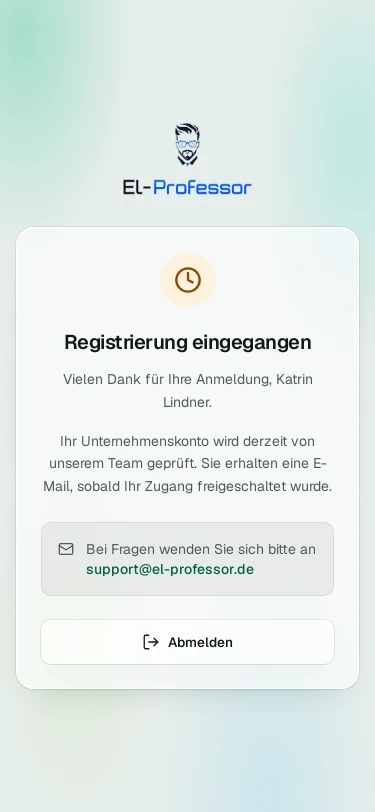 El-Professor
Registrierung eingegangen
Vielen Dank für Ihre Anmeldung, Katrin
Lindner.
Ihr Unternehmenskonto wird derzeit von
unserem Team geprüft. Sie erhalten eine E-
Mail, sobald Ihr Zugang freigeschaltet wurde.
Bei Fragen wenden Sie sich bitte an
support@el-professor.de
Abmelden